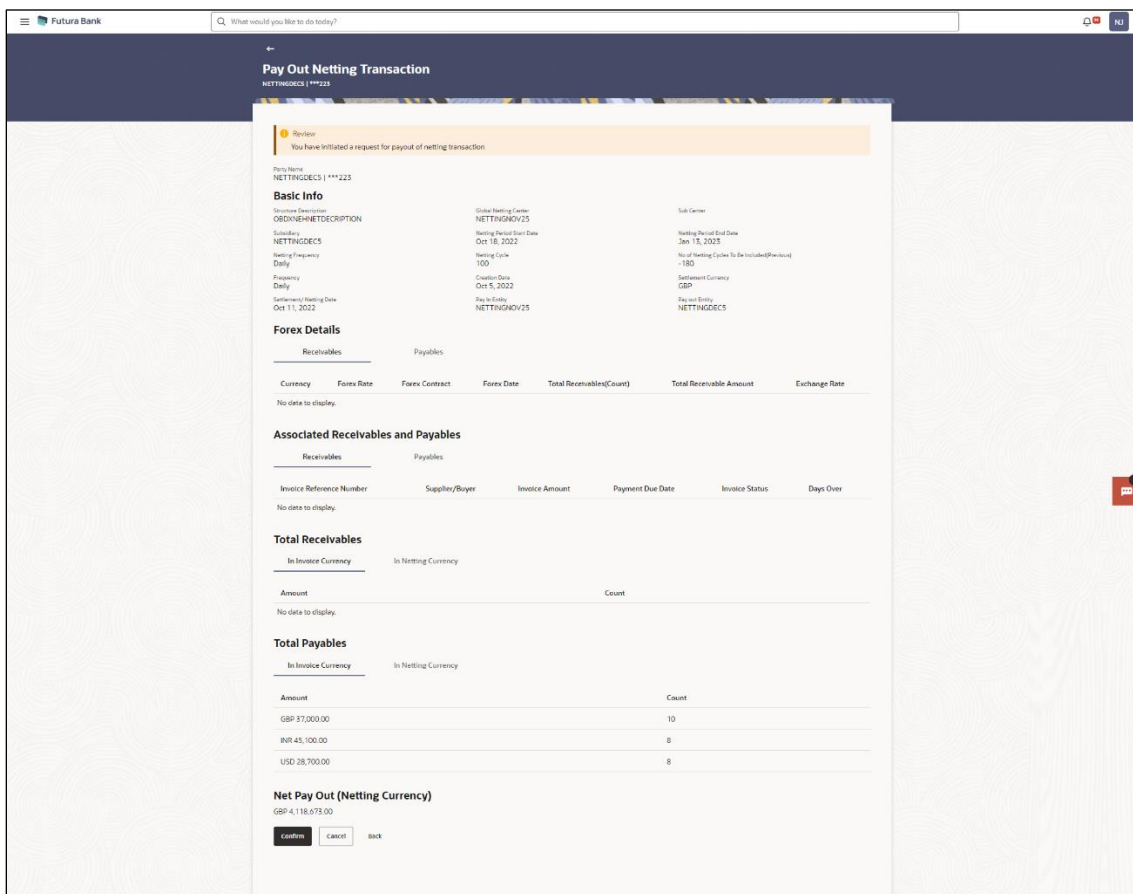 Futura Bank
What would you like to do today?
NJ
Pay Out Netting Transaction
NETTINGDEC5 | ***223
Review
You have initiated a request for payout of netting transaction
Party Name
NETTINGDEC5 | ***223
Basic Info
Structure Description Global Netting Center Sub Center
OBDXNEHNETDECRIPTION NETTINGNOV25
Subsidiary Netting Period Start Date Netting Period End Date
NETTINGDEC5 Oct 18, 2022 Jan 13, 2023
Netting Frequency Netting Cycle No of Netting Cycles To Be Included(Previous)
Daily 100 -180
Frequency Creation Date Settlement Currency
Daily Oct 5, 2022 GBP
Settlement/ Netting Date Pay In Entity Pay out Entity
Oct 11, 2022 NETTINGNOV25 NETTINGDEC5
Forex Details
Receivables Payables
Currency Forex Rate Forex Contract Forex Date Total Receivables(Count) Total Receivable Amount Exchange Rate
No data to display.
Associated Receivables and Payables
Receivables Payables
Invoice Reference Number Supplier/Buyer Invoice Amount Payment Due Date Invoice Status Days Over
No data to display.
Total Receivables
In Invoice Currency In Netting Currency
Amount Count
No data to display.
Total Payables
In Invoice Currency In Netting Currency
Amount Count
GBP 37,000.00 10
INR 45,100.00 8
USD 28,700.00 8
Net Pay Out (Netting Currency)
GBP 4,118,673.00
Confirm Cancel Back